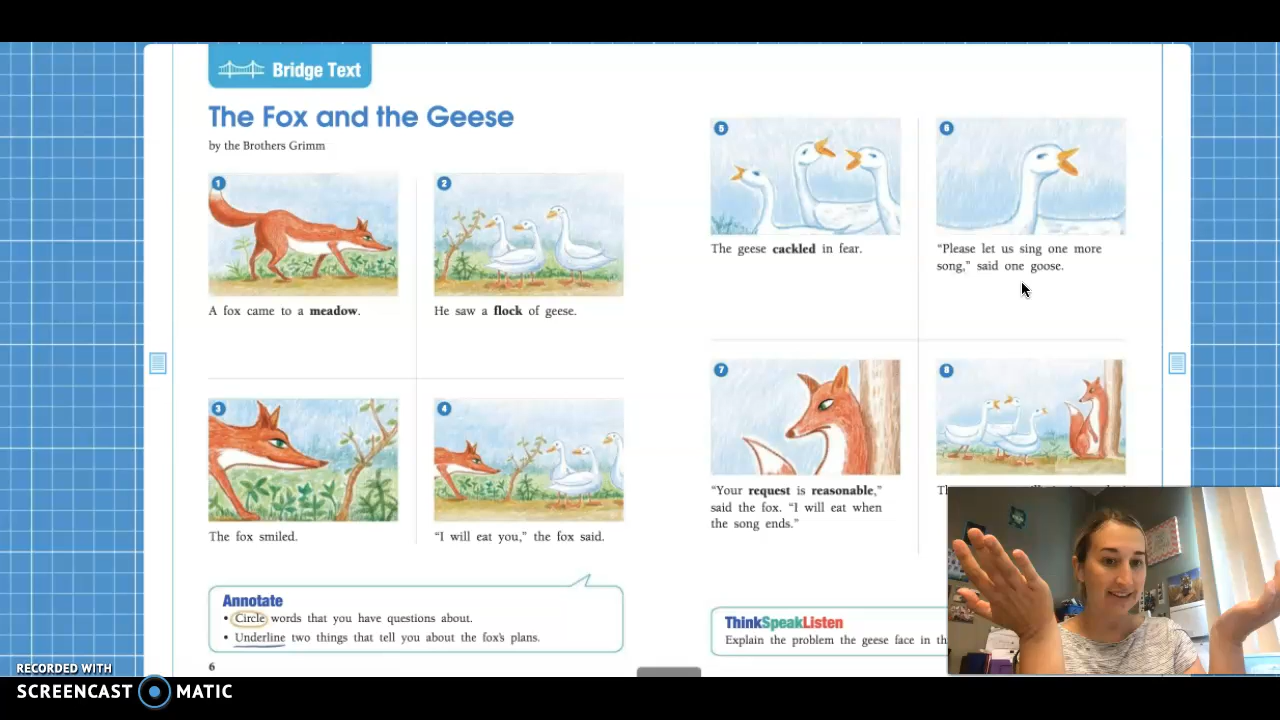 Bridge Text
The Fox and the Geese
by the Brothers Grimm
1
A fox came to a meadow.
2
He saw a flock of geese.
3
The fox smiled.
4
“I will eat you,” the fox said.
Annotate
• Circle words that you have questions about.
• Underline two things that tell you about the fox's plans.
6
5
The geese cackled in fear.
6
“Please let us sing one more
song,” said one goose.
7
“Your request is reasonable,”
said the fox. “I will eat when
the song ends.”
8
ThinkSpeakListen
Explain the problem the geese face in
RECORDED WITH
SCREENCAST MATIC